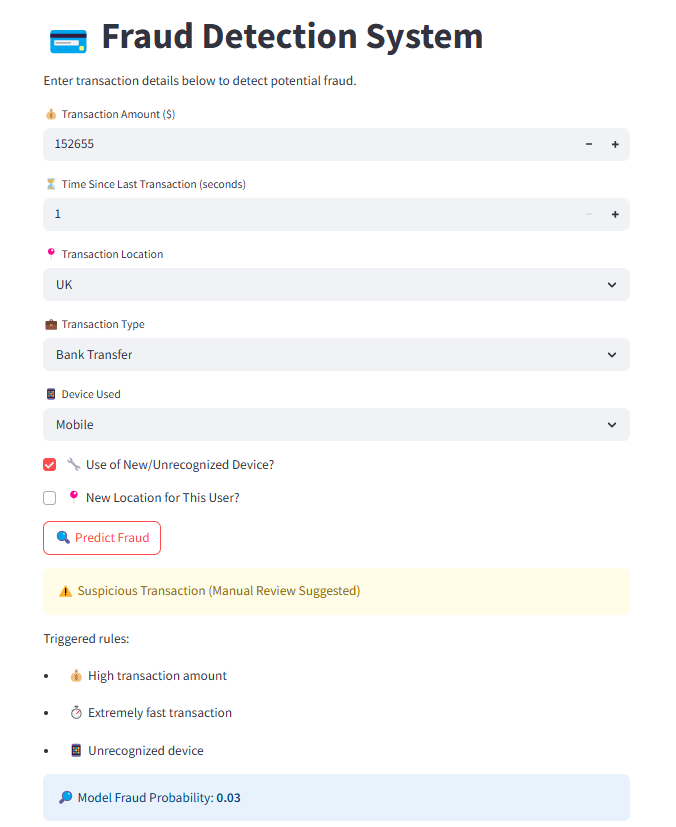 Fraud Detection System
Enter transaction details below to detect potential fraud.
Transaction Amount ($)
152655
Time Since Last Transaction (seconds)
1
Transaction Location
UK
Transaction Type
Bank Transfer
Device Used
Mobile
Use of New/Unrecognized Device?
New Location for This User?
Predict Fraud
Suspicious Transaction (Manual Review Suggested)
Triggered rules:
High transaction amount
Extremely fast transaction
Unrecognized device
Model Fraud Probability: 0.03